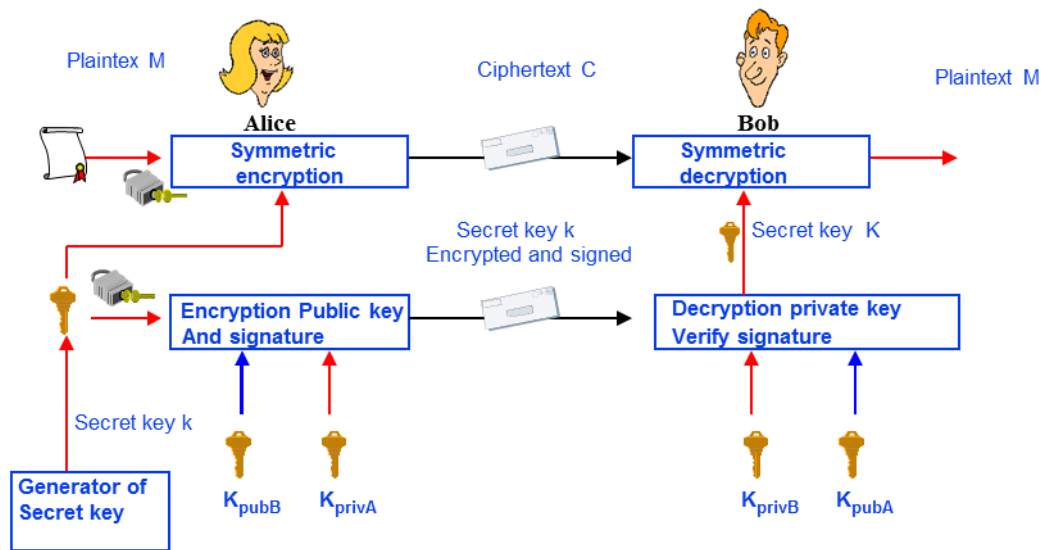 Plaintex M
Ciphertext C
Plaintext M
Alice
Bob
Symmetric
encryption
Symmetric
decryption
Secret key k
Encrypted and signed
Secret key K
Encryption Public key
And signature
Decryption private key
Verify signature
Secret key k
Generator of
Secret key
KpubB
KprivA
KprivB
KpubA